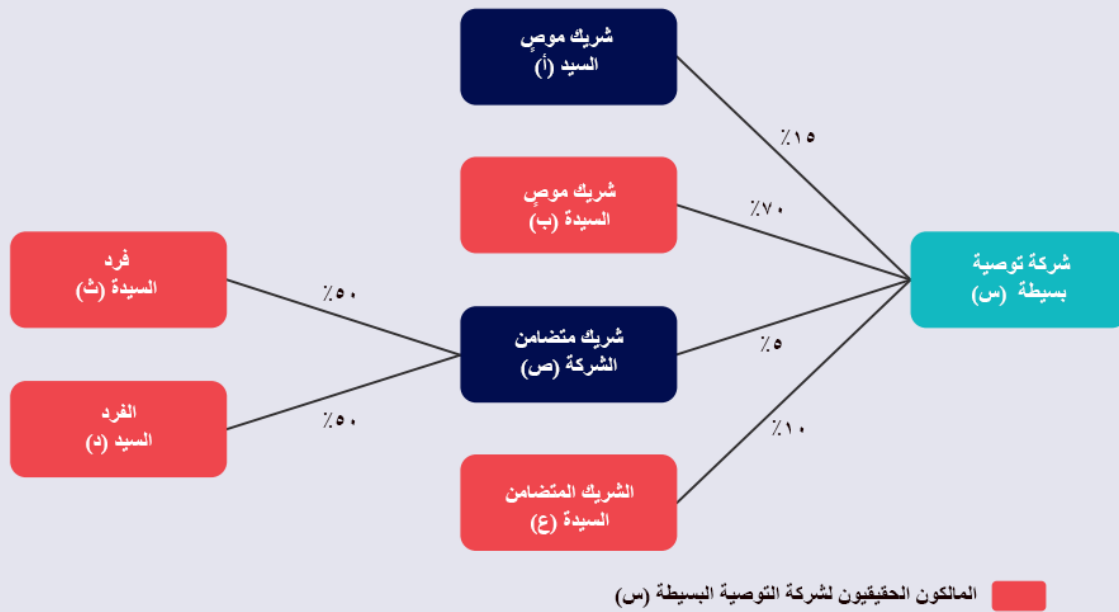 شريك موصٍ
السيد (أ)
٪١٥
شريك موصٍ
السيدة (ب)
٪٧٠
شركة توصية
بسيطة (س)
فرد
السيدة (ث)
٪٥٠
شريك متضامن
الشركة (ص)
٪٥
الفرد
السيد (د)
٪٥٠
٪١٠
الشريك المتضامن
السيدة (ع)
المالكون الحقيقيون لشركة التوصية البسيطة (س)